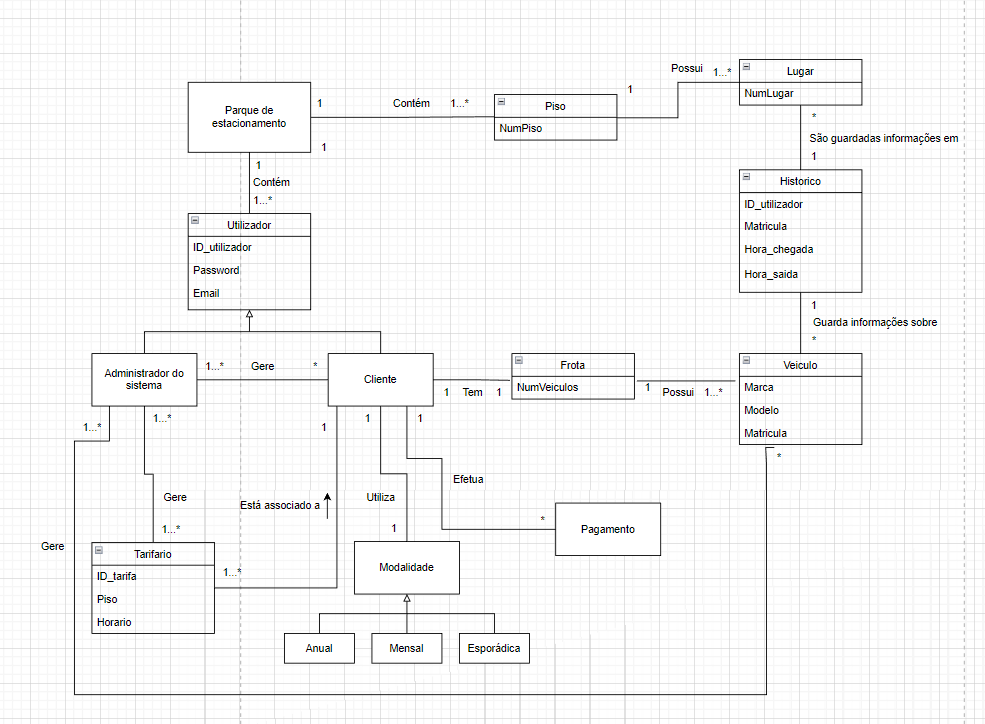 Possui
1...*
Lugar
NumLugar
Parque de
estacionamento
1
Contém
1...*
1
Piso
NumPiso
*
São guardadas informações em
1
1
1
Contém
1...*
Historico
ID_utilizador
Matricula
Hora_chegada
Hora_saida
Utilizador
ID_utilizador
Password
Email
1
Guarda informações sobre
*
Administrador do
sistema
1...*
Gere
*
Cliente
1
Tem
1
Frota
NumVeiculos
1
Possui
1...*
Veiculo
Marca
Modelo
Matricula
*
1...*
1...*
1
1
1
Efetua
Gere
Está associado a
Utiliza
1
*
Pagamento
1...*
Gere
Tarifario
ID_tarifa
Piso
Horario
1...*
Modalidade
Anual
Mensal
Esporádica